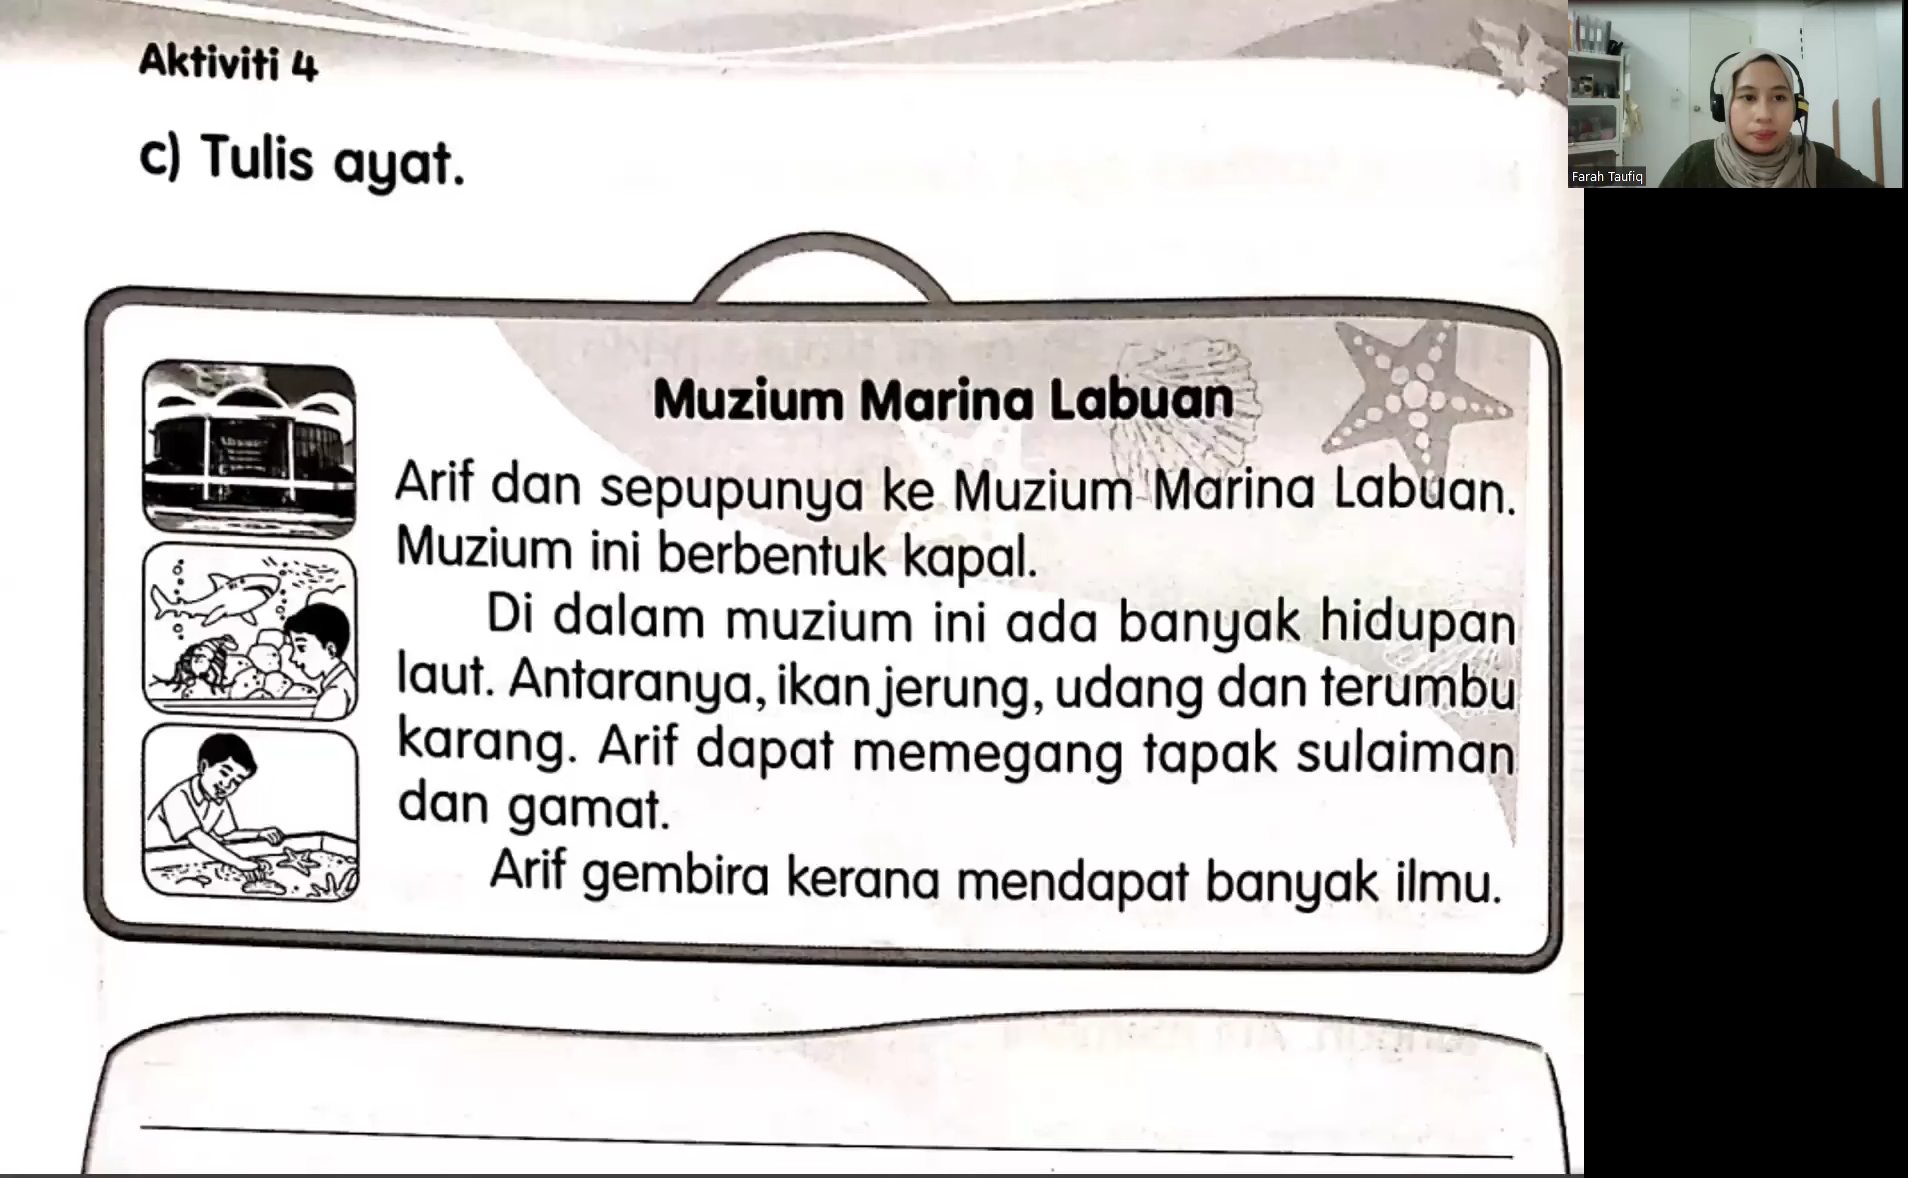 Aktiviti 4
c) Tulis ayat.
Farah Taufiq
Muzium Marina Labuan
Arif dan sepupunya ke Muzium Marina Labuan.
Muzium ini berbentuk kapal.
Di dalam muzium ini ada banyak hidupan
laut. Antaranya, ikan jerung, udang dan terumbu
karang. Arif dapat memegang tapak sulaiman
dan gamat.
Arif gembira kerana mendapat banyak ilmu.